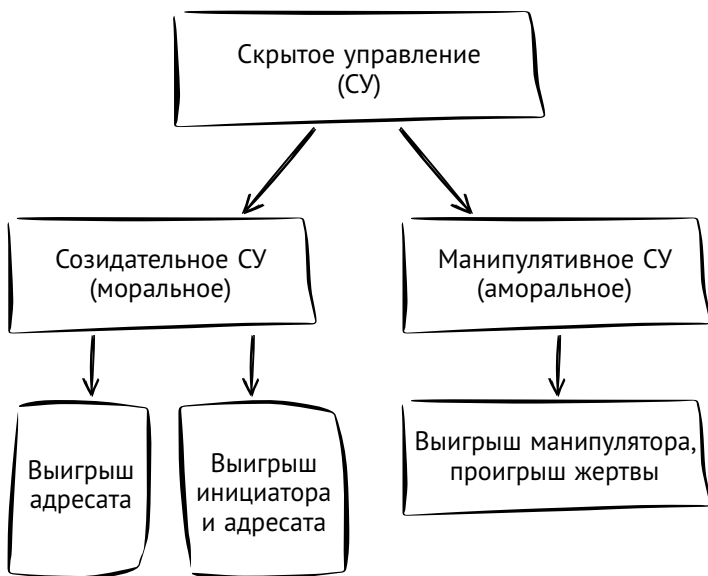 Скрытое управление
(СУ)
Созидательное СУ
(моральное)
Манипулятивное СУ
(аморальное)
Выигрыш
адресата
Выигрыш
инициатора
и адресата
Выигрыш манипулятора,
проигрыш жертвы